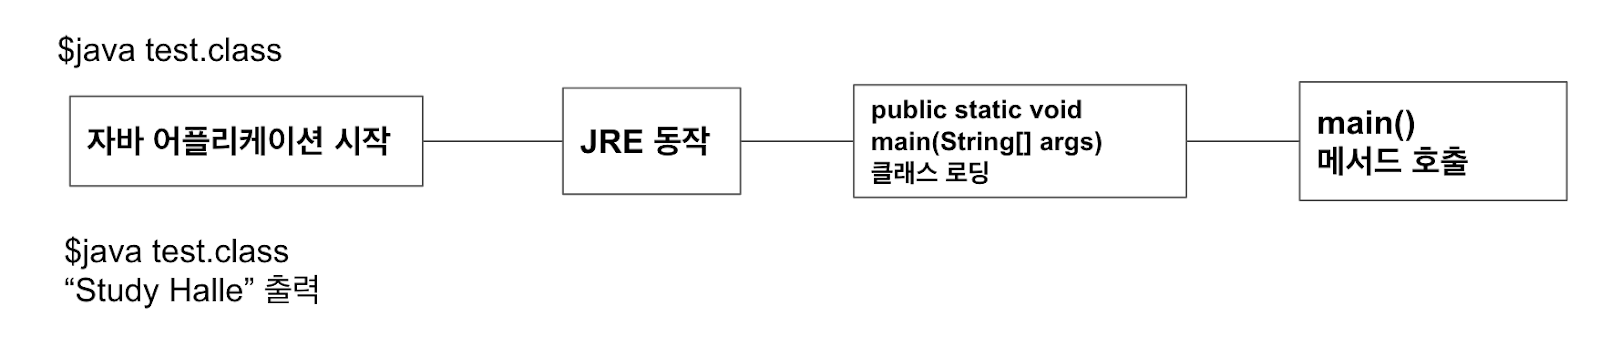 $java test.class
자바 어플리케이션 시작
JRE 동작
public static void
main(String[] args)
클래스 로딩
main()
메서드 호출
$java test.class
“Study Halle” 출력